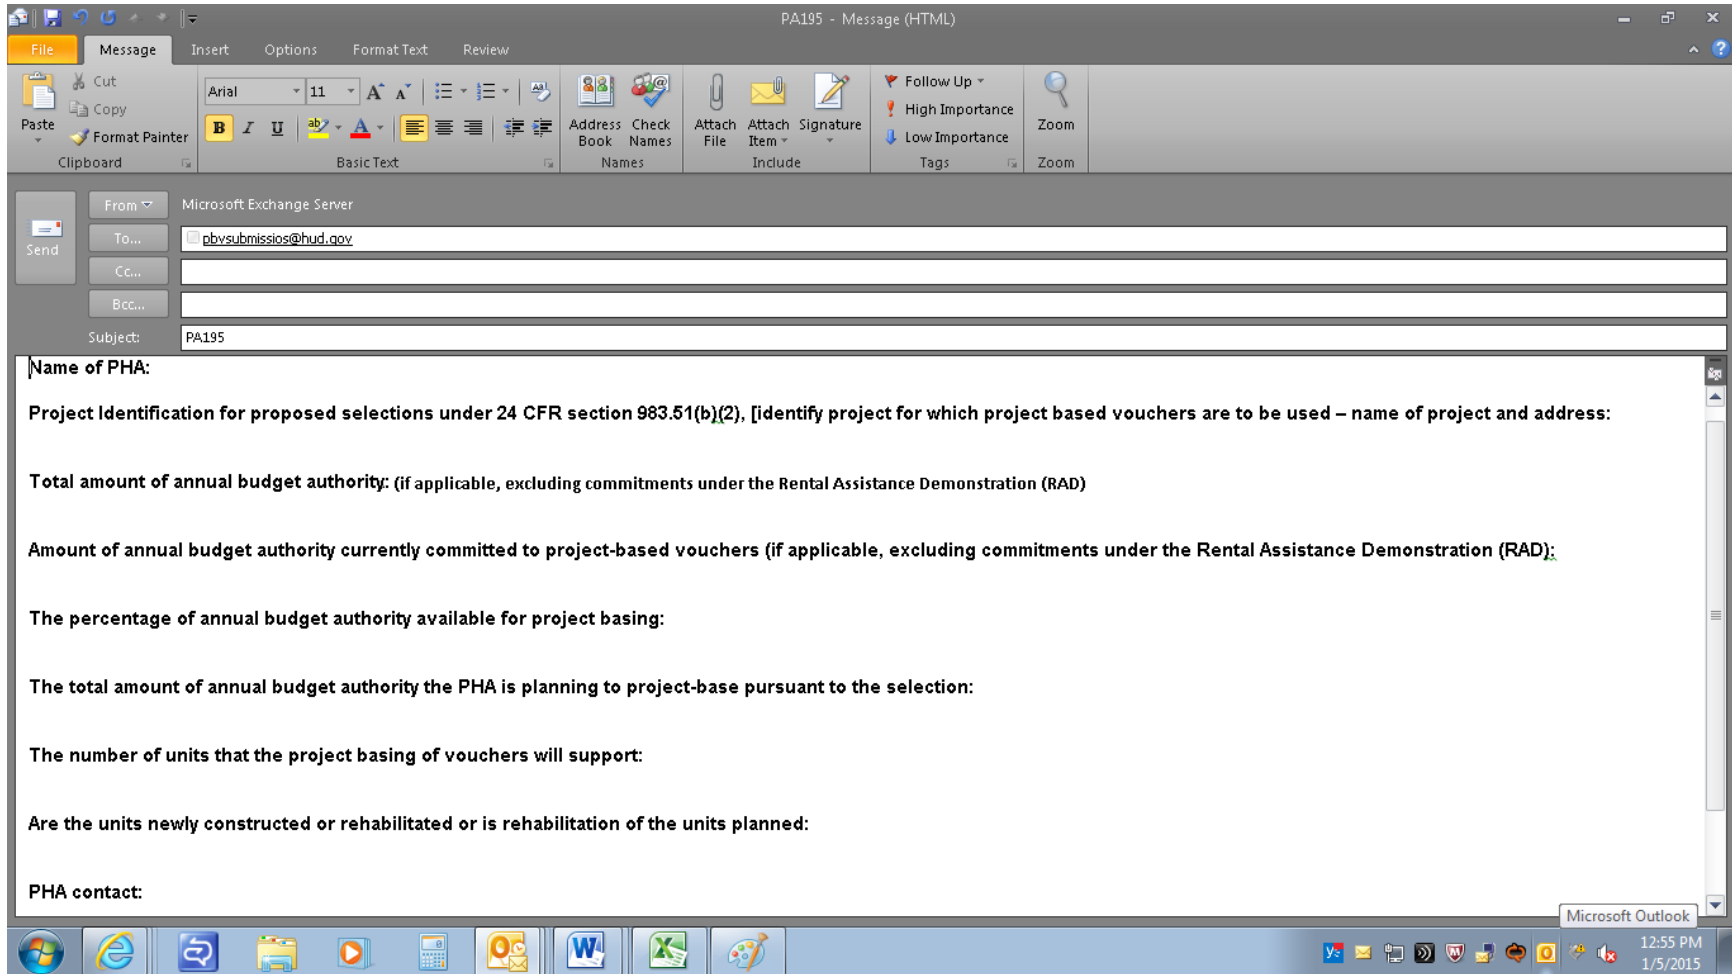 PA195 - Message (HTML)
File Message Insert Options Format Text Review
Cut
Copy
Format Painter
Paste
Clipboard
Arial 11
B I U
Basic Text
Address Book
Check Names
Names
Attach File
Attach Item
Signature
Include
Follow Up
High Importance
Low Importance
Tags
Zoom
Zoom
Send
From Microsoft Exchange Server
To... pbvsubmissios@hud.gov
Cc...
Bcc...
Subject: PA195
Name of PHA:
Project Identification for proposed selections under 24 CFR section 983.51(b)(2), [identify project for which project based vouchers are to be used – name of project and address:
Total amount of annual budget authority: (if applicable, excluding commitments under the Rental Assistance Demonstration (RAD)
Amount of annual budget authority currently committed to project-based vouchers (if applicable, excluding commitments under the Rental Assistance Demonstration (RAD):
The percentage of annual budget authority available for project basing:
The total amount of annual budget authority the PHA is planning to project-base pursuant to the selection:
The number of units that the project basing of vouchers will support:
Are the units newly constructed or rehabilitated or is rehabilitation of the units planned:
PHA contact:
Microsoft Outlook
12:55 PM
1/5/2015